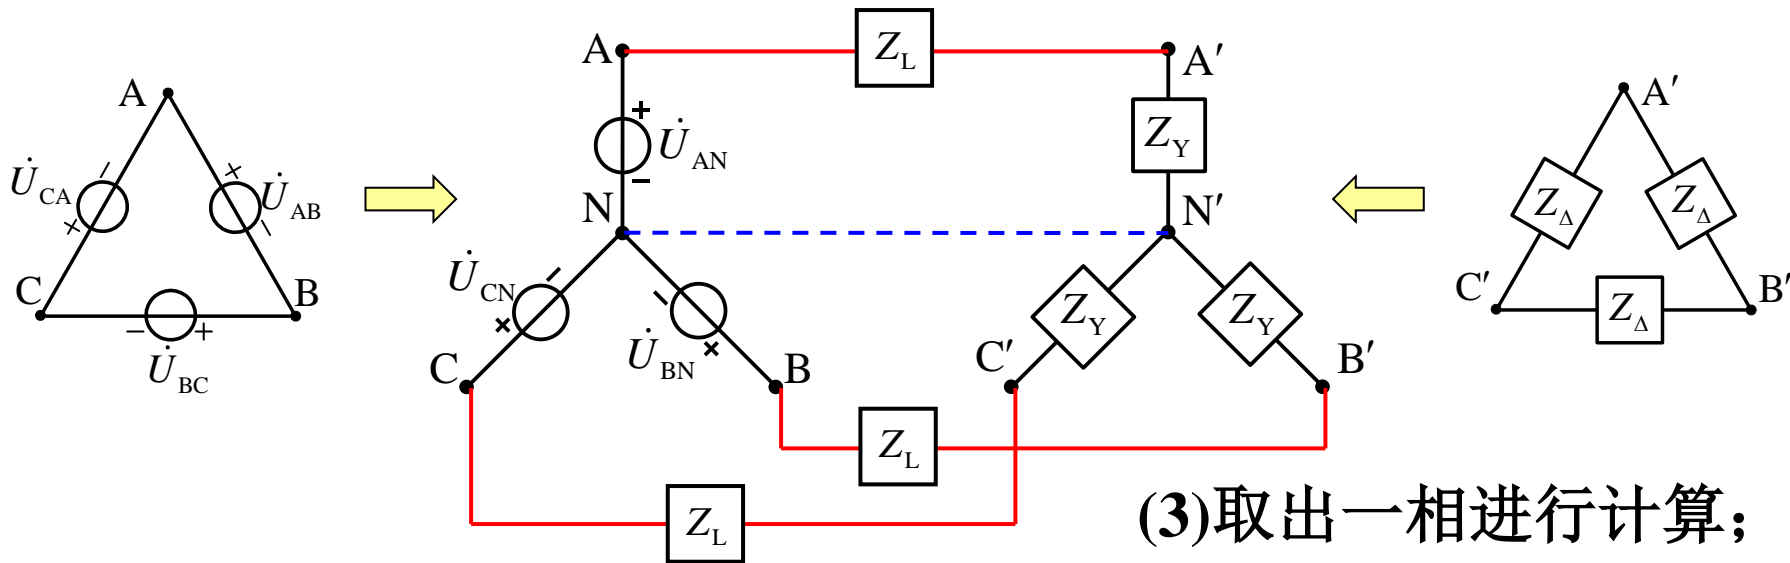 A
U̇CA
+
−
+
−
U̇AB
C
B
−
+
U̇BC
A
ZL
A′
+
U̇AN
−
ZY
N
N′
U̇CN
−
+
−
+
U̇BN
C
B
ZY
ZY
C′
B′
ZL
ZL
A′
ZΔ
ZΔ
C′
ZΔ
B′
(3)取出一相进行计算；